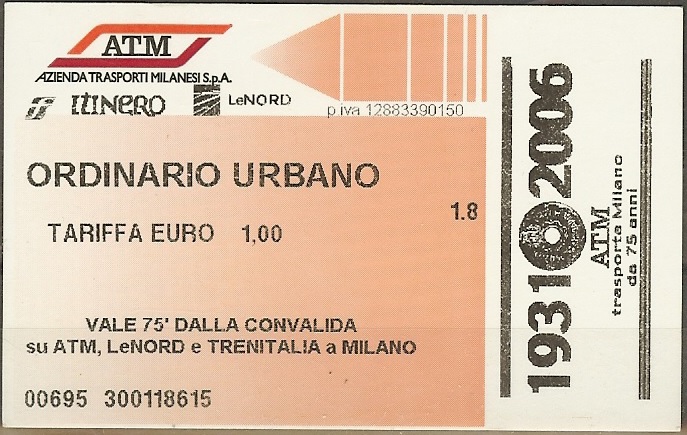 ATM
AZIENDA TRASPORTI MILANESI S.p.A.
ITINERO
LeNORD
p iva 12883390150
ORDINARIO URBANO
1.8
TARIFFA EURO 1,00
VALE 75' DALLA CONVALIDA
su ATM, LeNORD e TRENITALIA a MILANO
00695 300118615
1931 2006
ATM
trasporta Milano
da 75 anni